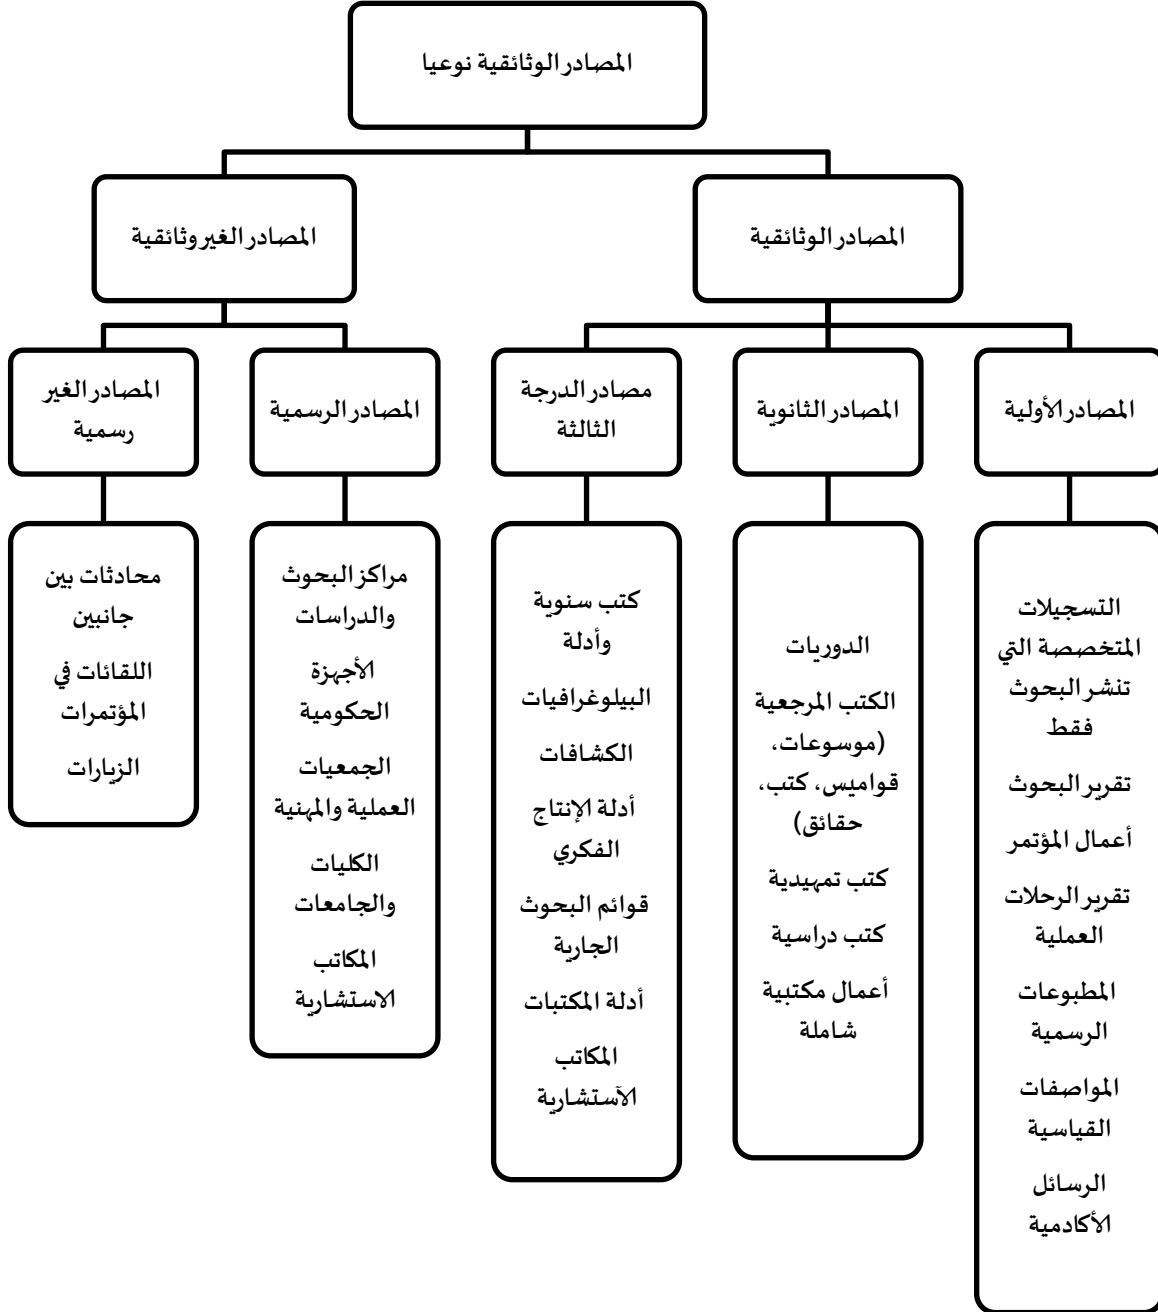 المصادر الوثائقية نوعيا
المصادر الوثائقية
المصادر الغير وثائقية
المصادر الأولية
المصادر الثانوية
مصادر الدرجة
الثالثة
المصادر الرسمية
المصادر الغير
رسمية
التسجيلات
المتخصصة التي
تنشر البحوث
فقط
تقرير البحوث
أعمال المؤتمر
تقرير الرحلات
العملية
المطبوعات
الرسمية
المواصفات
القياسية
الرسائل
الأكادمية
الدوريات
الكتب المرجعية
(موسوعات،
قواميس، كتب،
حقائق)
كتب تمهيدية
كتب دراسية
أعمال مكتبية
شاملة
كتب سنوية
وأدلة
البيلوغرافيات
الكشافات
أدلة الإنتاج
الفكري
قوائم البحوث
الجارية
أدلة المكتبات
المكاتب
الآستشارية
مراكز البحوث
والدراسات
الأجهزة
الحكومية
الجمعيات
العملية والمهنية
الكليات
والجامعات
المكاتب
الاستشارية
محادثات بين
جانبين
اللقائات في
المؤتمرات
الزيارات